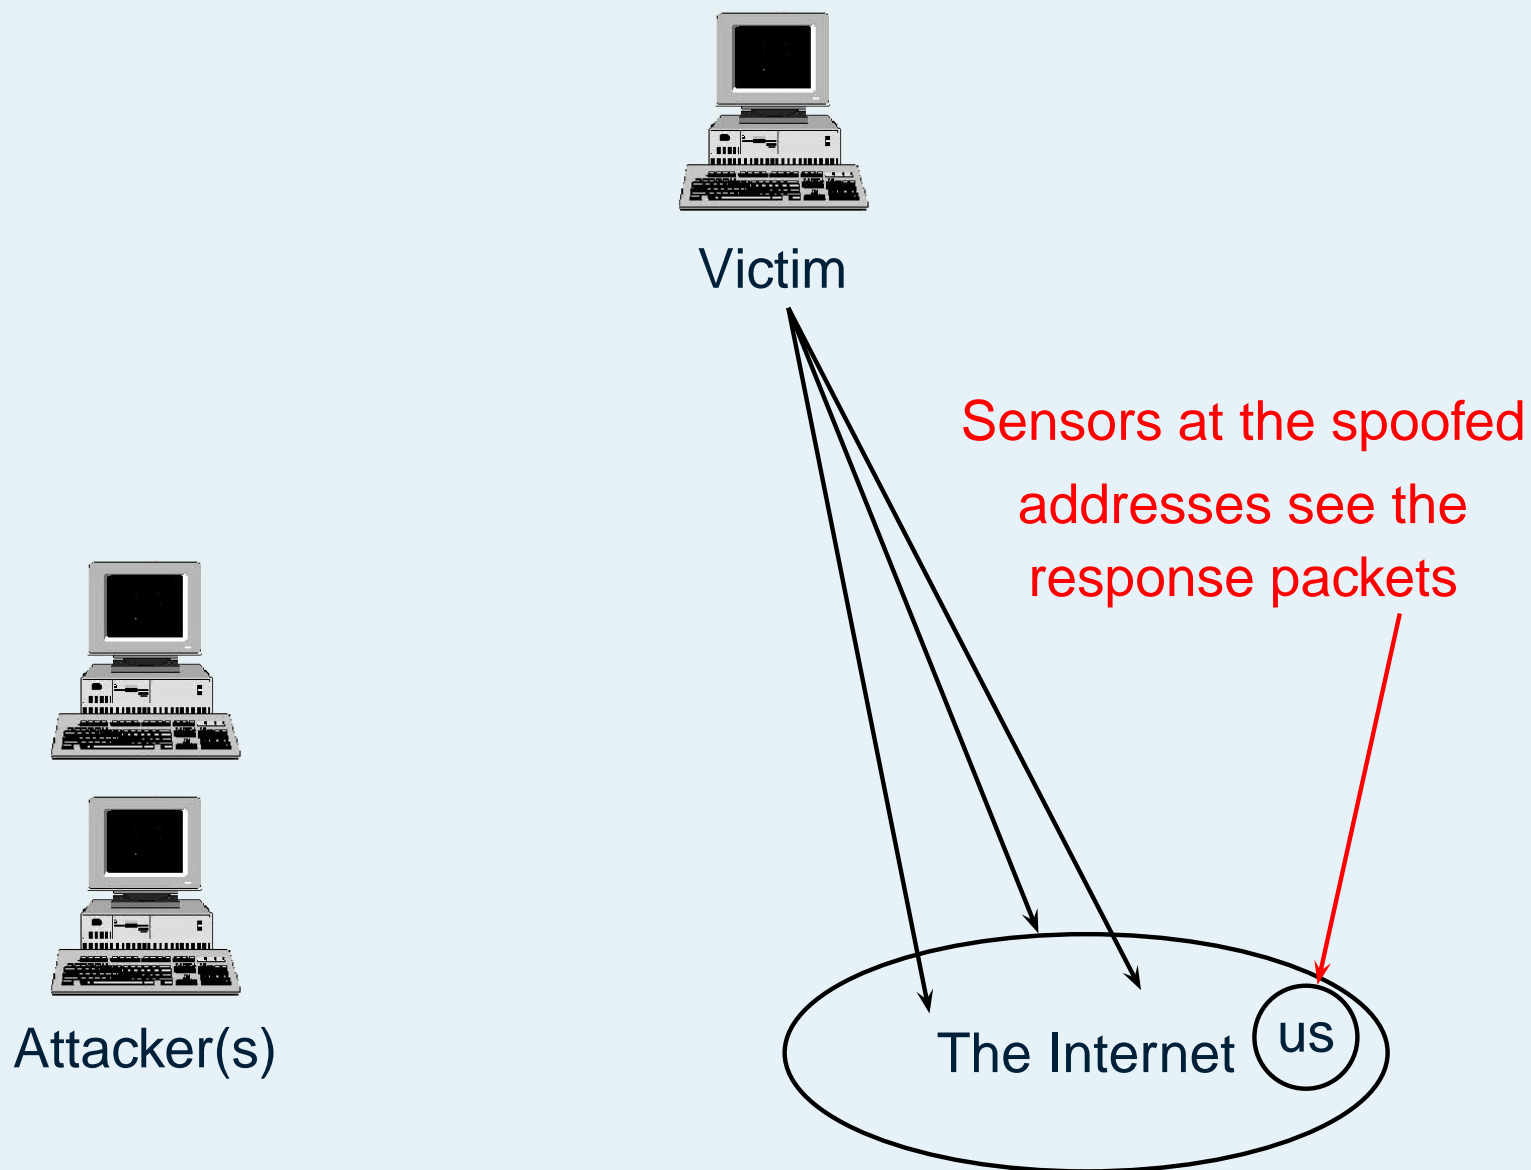 Victim
Sensors at the spoofed
addresses see the
response packets
Attacker(s)
The Internet
us